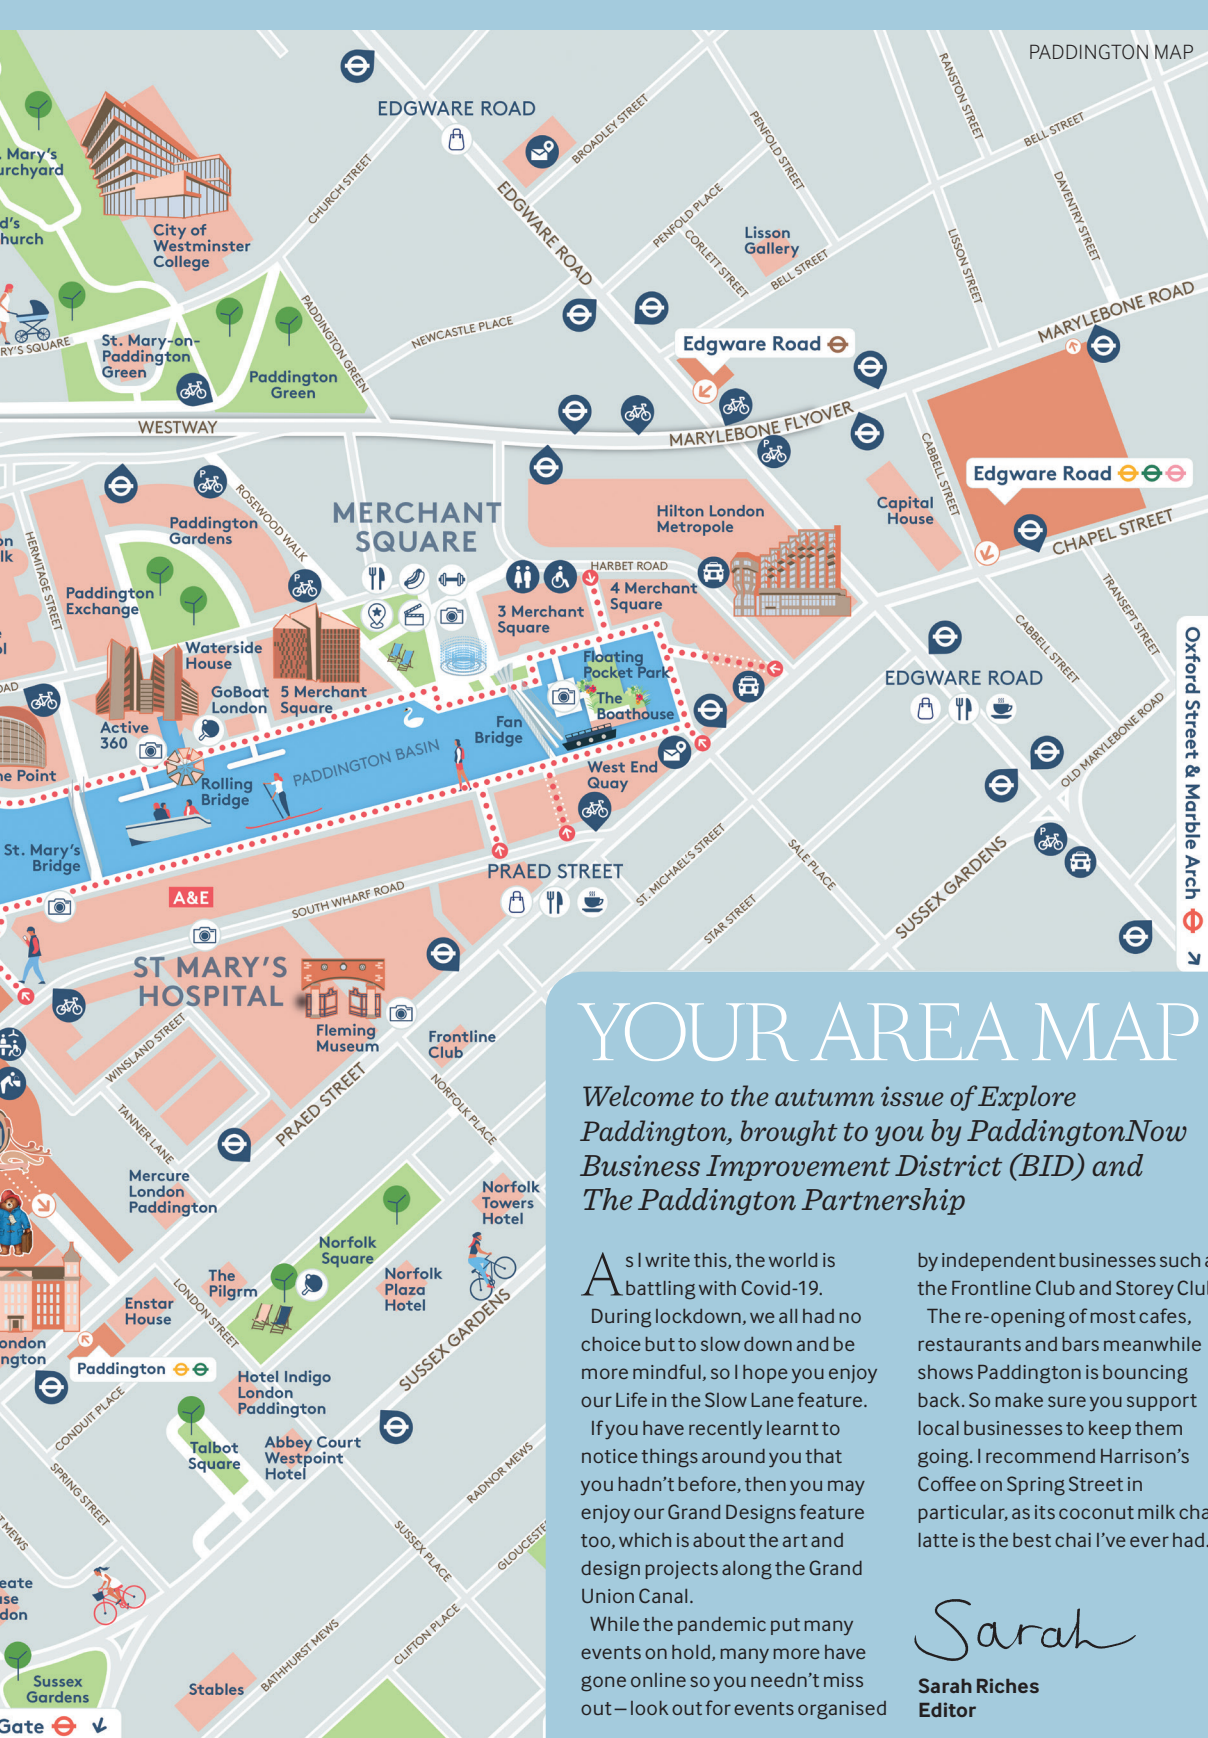 PADDINGTON MAP
EDGWARE ROAD
BROADLEY STREET
PENFOLD STREET
RANSTON STREET
BELL STREET
DAVENTRY STREET
CHURCH STREET
EDGWARE ROAD
PENFOLD PLACE
CORLETT STREET
Lisson
Gallery
BELL STREET
LISSON STREET
MARYLEBONE ROAD
. Mary's
urchyard
d's
hurch
City of
Westminster
College
RY'S SQUARE
St. Mary-on-
Paddington
Green
Paddington
Green
PADDINGTON GREEN
NEWCASTLE PLACE
Edgware Road
WESTWAY
MARYLEBONE FLYOVER
CABBELL STREET
Edgware Road
CHAPEL STREET
Capital
House
Hilton London
Metropole
P
P
P
ROSEWOOD WALK
Paddington
Gardens
MERCHANT
SQUARE
HERMITAGE STREET
on
lk
Paddington
Exchange
HARBET ROAD
4 Merchant
Square
3 Merchant
Square
TRANSEPT STREET
CABBELL STREET
Waterside
House
GoBoat
London
5 Merchant
Square
Floating
Pocket Park
The
Boathouse
EDGWARE ROAD
OLD MARYLEBONE ROAD
Oxford Street & Marble Arch
OAD
Active
360
Fan
Bridge
PADDINGTON BASIN
he Point
Rolling
Bridge
West End
Quay
St. Mary's
Bridge
PRAED STREET
ST. MICHAEL'S STREET
SALE PLACE
STAR STREET
SUSSEX GARDENS
P
A&E
SOUTH WHARF ROAD
ST MARY'S
HOSPITAL
Fleming
Museum
Frontline
Club
WINSLAND STREET
PRAED STREET
NORFOLK PLACE
TANNER LANE
Mercure
London
Paddington
Norfolk
Towers
Hotel
Norfolk
Square
Norfolk
Plaza
Hotel
The
Pilgrm
LONDON STREET
Enstar
House
ondon
ngton
Paddington
SUSSEX GARDENS
Hotel Indigo
London
Paddington
CONDUIT PLACE
Talbot
Square
Abbey Court
Westpoint
Hotel
SPRING STREET
RADNOR MEWS
T MEWS
SUSSEX PLACE
GLOUCESTE
eate
use
don
CLIFTON PLACE
BATHHURST MEWS
Stables
Sussex
Gardens
Gate
YOUR AREA MAP
Welcome to the autumn issue of Explore
Paddington, brought to you by PaddingtonNow
Business Improvement District (BID) and
The Paddington Partnership
As I write this, the world is
battling with Covid-19.
During lockdown, we all had no
choice but to slow down and be
more mindful, so I hope you enjoy
our Life in the Slow Lane feature.
If you have recently learnt to
notice things around you that
you hadn't before, then you may
enjoy our Grand Designs feature
too, which is about the art and
design projects along the Grand
Union Canal.
While the pandemic put many
events on hold, many more have
gone online so you needn't miss
out – look out for events organised
by independent businesses such a
the Frontline Club and Storey Clu
The re-opening of most cafes,
restaurants and bars meanwhile
shows Paddington is bouncing
back. So make sure you support
local businesses to keep them
going. I recommend Harrison's
Coffee on Spring Street in
particular, as its coconut milk cha
latte is the best chai I've ever had.
Sarah
Sarah Riches
Editor